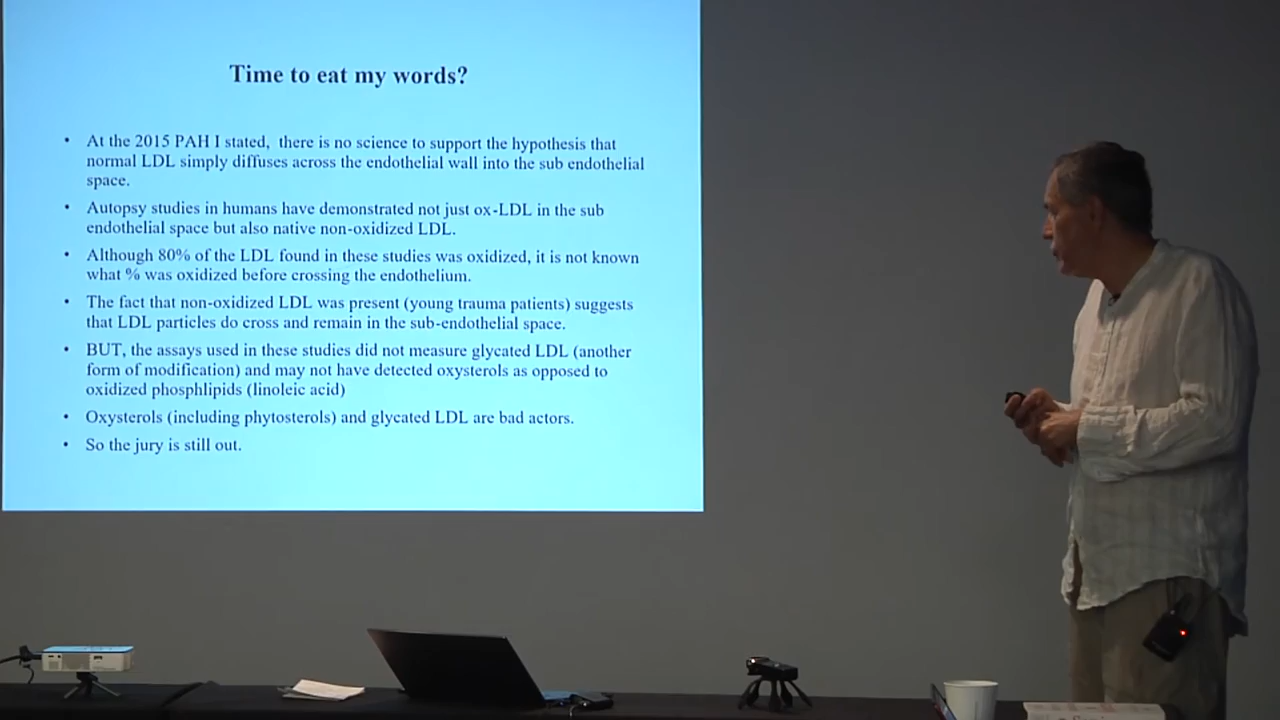 Time to eat my words?
• At the 2015 PAH I stated, there is no science to support the hypothesis that
normal LDL simply diffuses across the endothelial wall into the sub endothelial
space.
• Autopsy studies in humans have demonstrated not just ox-LDL in the sub
endothelial space but also native non-oxidized LDL.
• Although 80% of the LDL found in these studies was oxidized, it is not known
what % was oxidized before crossing the endothelium.
• The fact that non-oxidized LDL was present (young trauma patients) suggests
that LDL particles do cross and remain in the sub-endothelial space.
• BUT, the assays used in these studies did not measure glycated LDL (another
form of modification) and may not have detected oxysterols as opposed to
oxidized phosphlipids (linoleic acid)
• Oxysterols (including phytosterols) and glycated LDL are bad actors.
• So the jury is still out.